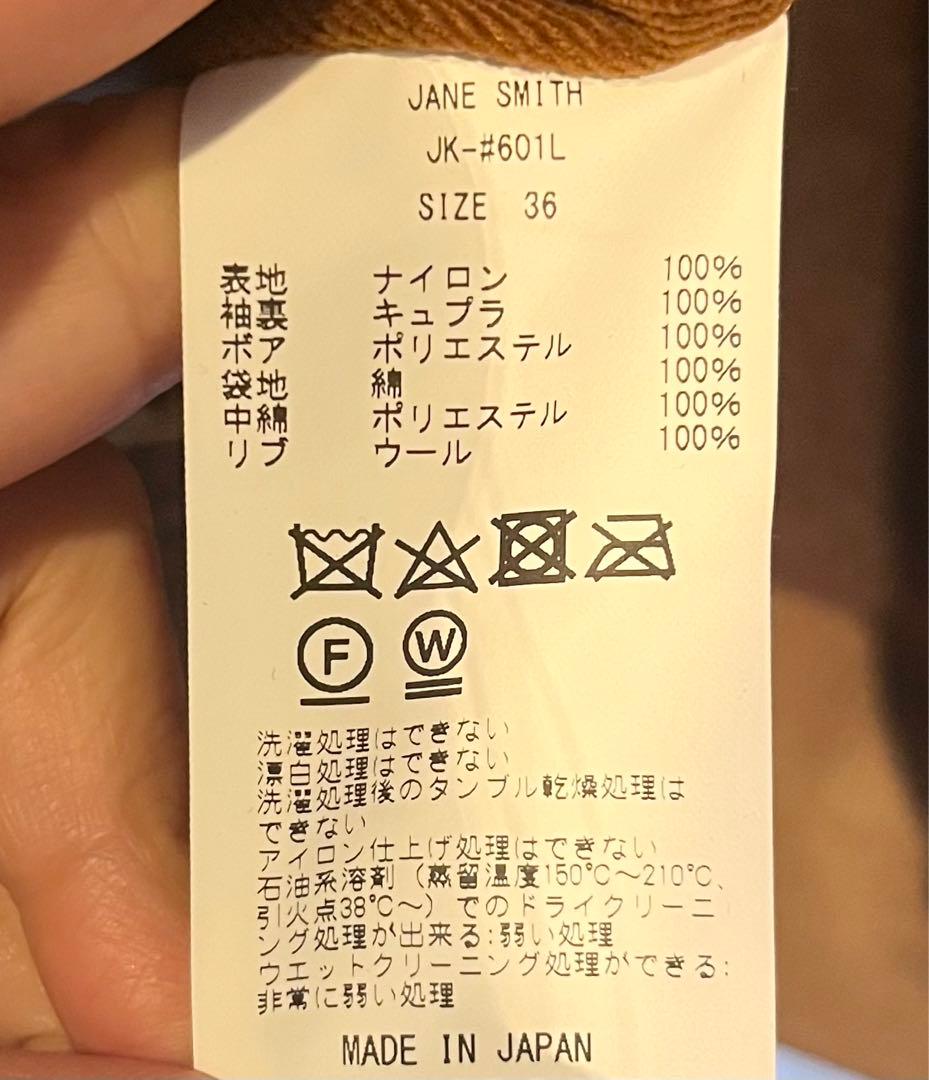 JANE SMITH
JK-#601L
SIZE 36
表地 ナイロン 100%
袖裏 キュプラ 100%
ボア ポリエステル 100%
袋地 綿 100%
中綿 ポリエステル 100%
リブ ウール 100%
F W
洗濯処理はできない
漂白処理はできない
洗濯処理後のタンブル乾燥処理は
できない
アイロン仕上げ処理はできない
石油系溶剤（蒸留温度150℃～210℃、
引火点38℃～）でのドライクリーニ
ング処理が出来る:弱い処理
ウエットクリーニング処理ができる:
非常に弱い処理
MADE IN JAPAN